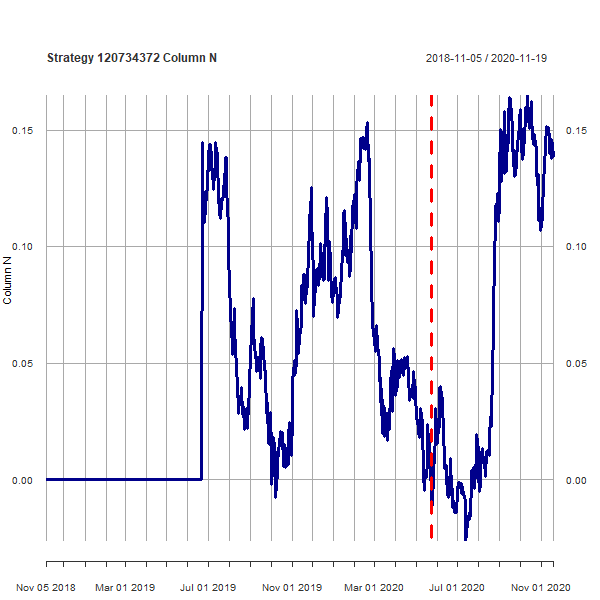 Strategy 120734372 Column N
2018-11-05 / 2020-11-19
0.15
0.15
0.10
0.10
Column N
0.05
0.05
0.00
0.00
Nov 05 2018
Mar 01 2019
Jul 01 2019
Nov 01 2019
Mar 01 2020
Jul 01 2020
Nov 01 2020